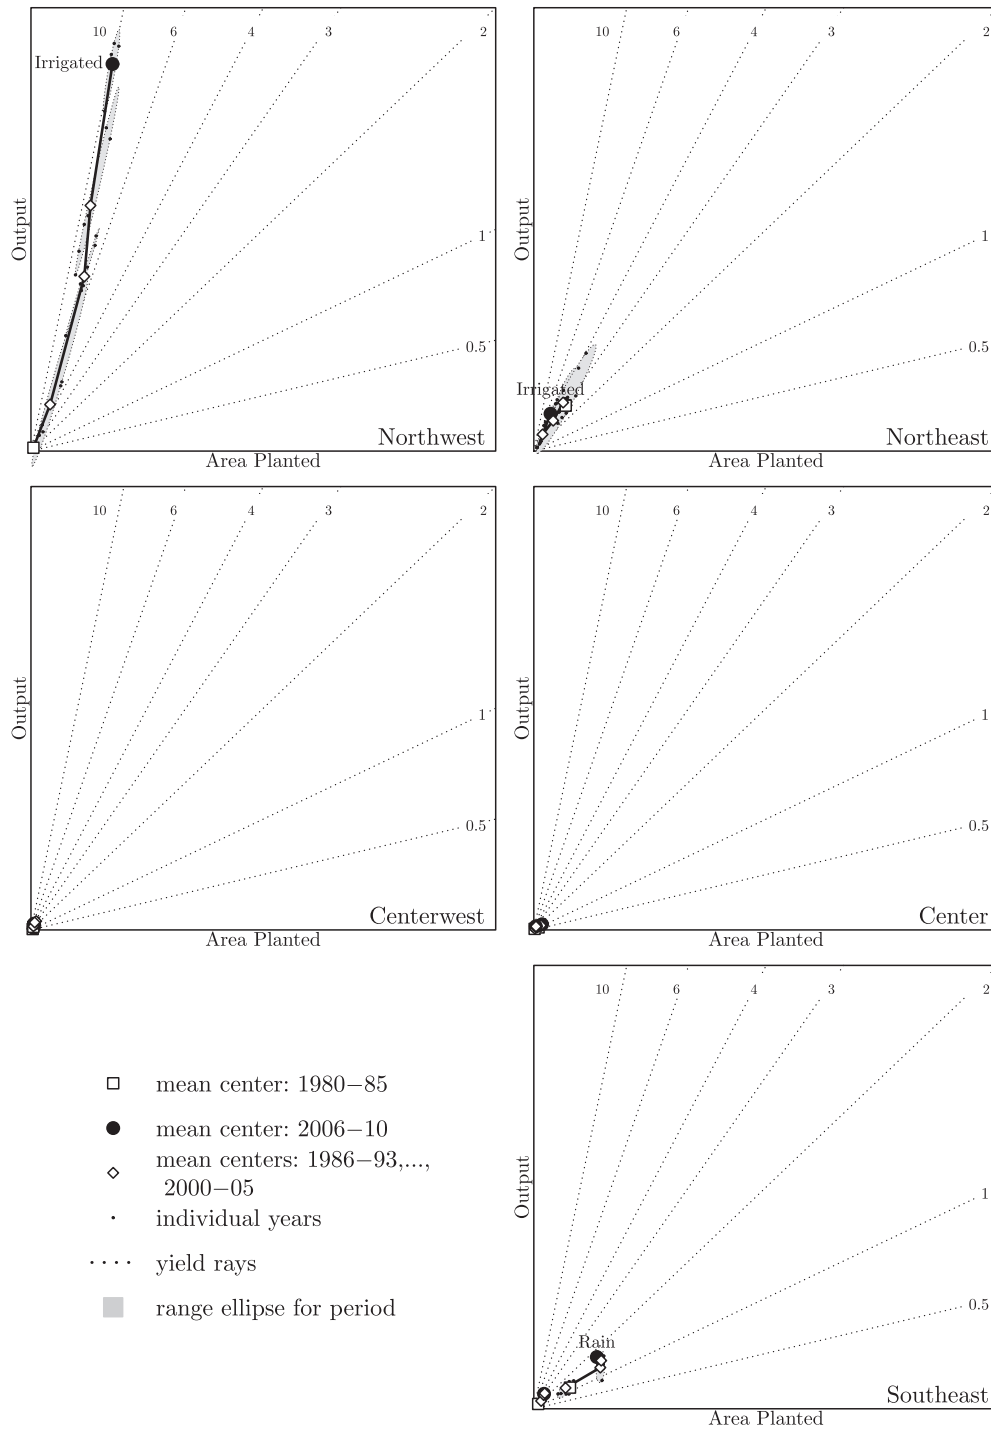 10 6 4 3 2
Irrigated
Output
1
0.5
Northwest
Area Planted
10 6 4 3 2
1
0.5
Irrigated
Northeast
Area Planted
10 6 4 3 2
Output
1
0.5
Centerwest
Area Planted
10 6 4 3 2
1
0.5
Center
Area Planted
mean center: 1980−85
mean center: 2006−10
mean centers: 1986−93,...,
2000−05
individual years
yield rays
range ellipse for period
10 6 4 3 2
Output
1
0.5
Rain
Southeast
Area Planted